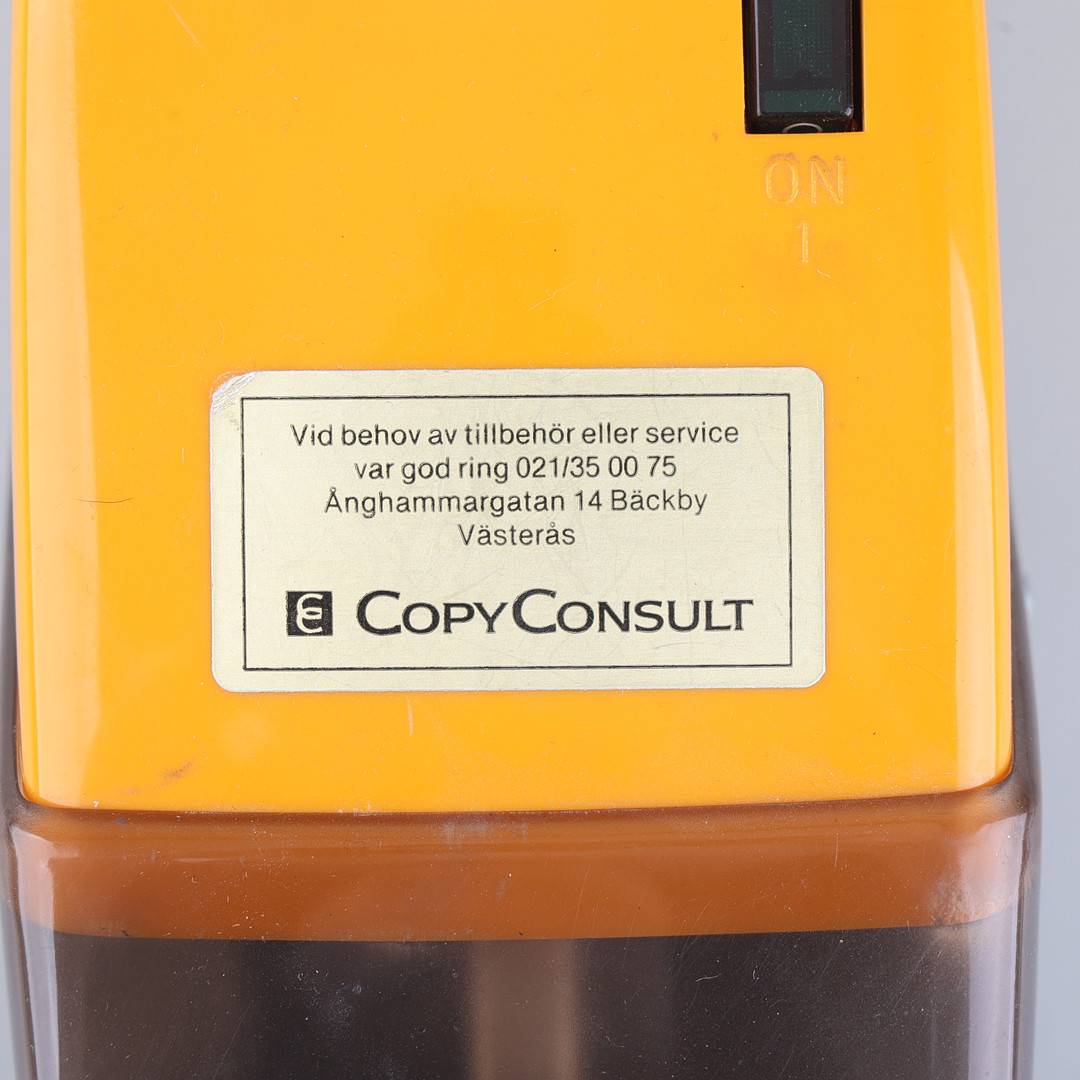 ON
1
Vid behov av tillbehör eller service
var god ring 021/35 00 75
Ånghammargatan 14 Bäckby
Västerås
COPYCONSULT